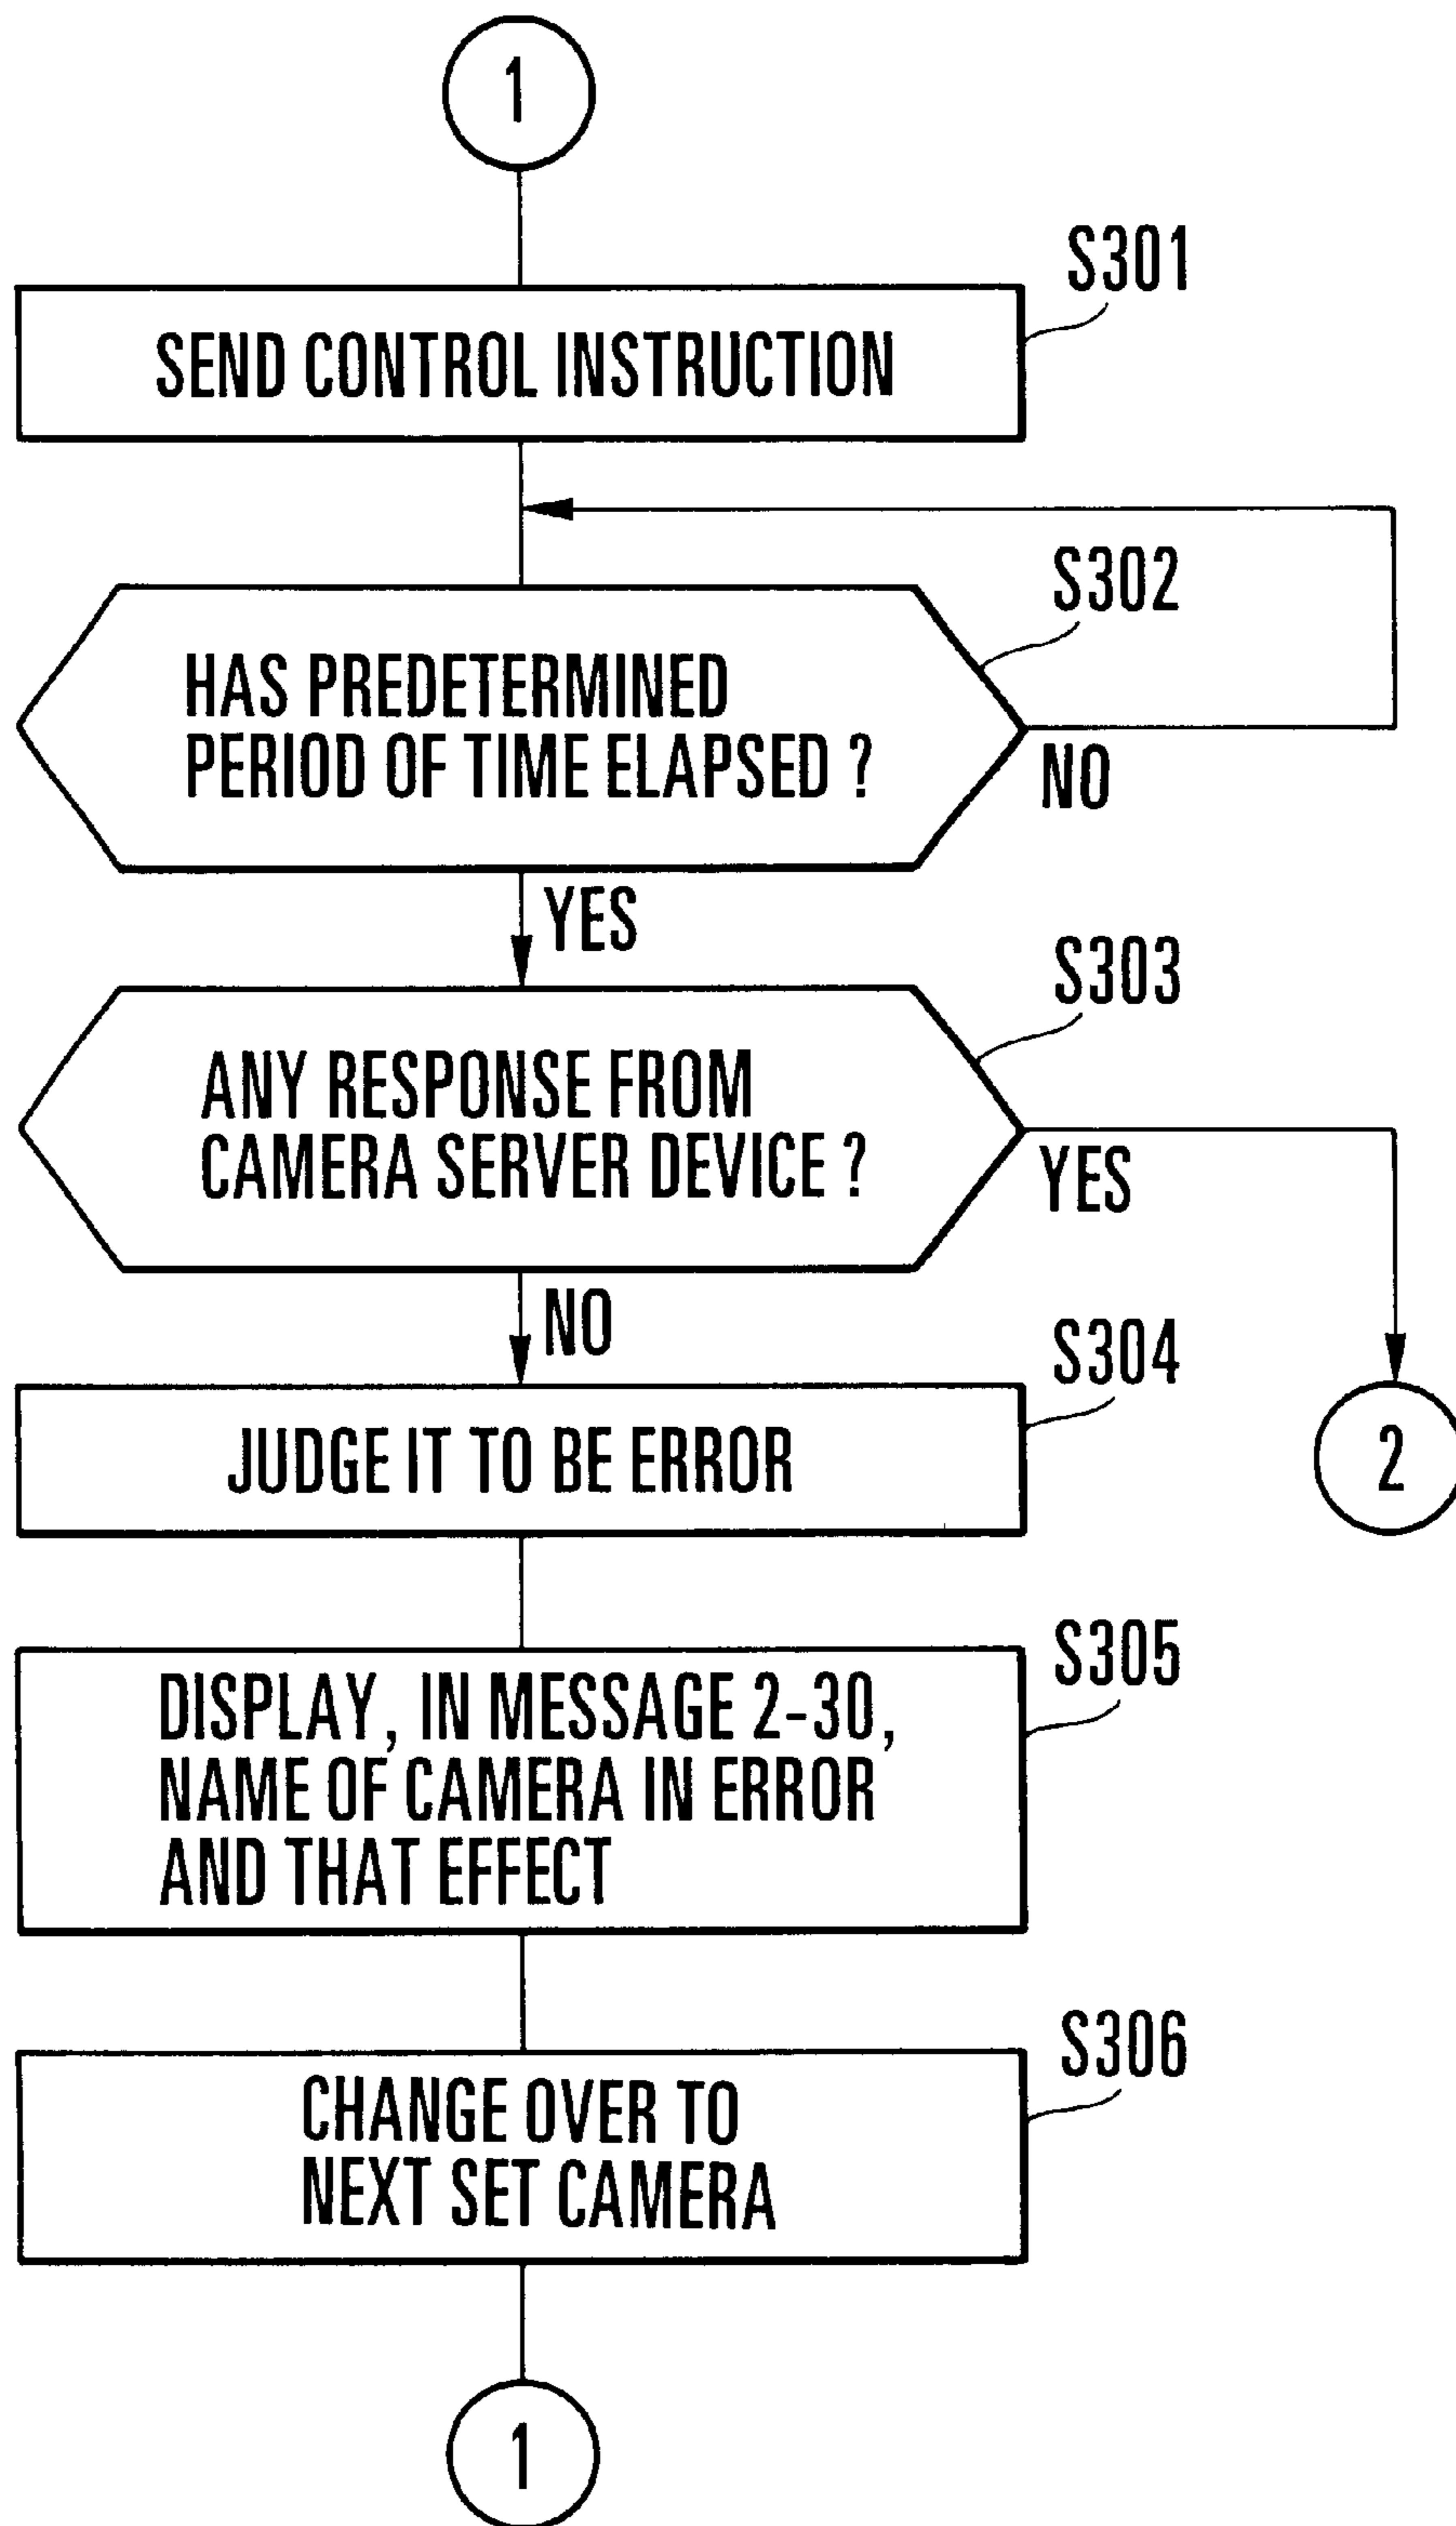 1
S301
SEND CONTROL INSTRUCTION
S302
HAS PREDETERMINED
PERIOD OF TIME ELAPSED ?
NO
YES
S303
ANY RESPONSE FROM
CAMERA SERVER DEVICE ?
YES
NO
S304
JUDGE IT TO BE ERROR
2
S305
DISPLAY, IN MESSAGE 2-30,
NAME OF CAMERA IN ERROR
AND THAT EFFECT
S306
CHANGE OVER TO
NEXT SET CAMERA
1